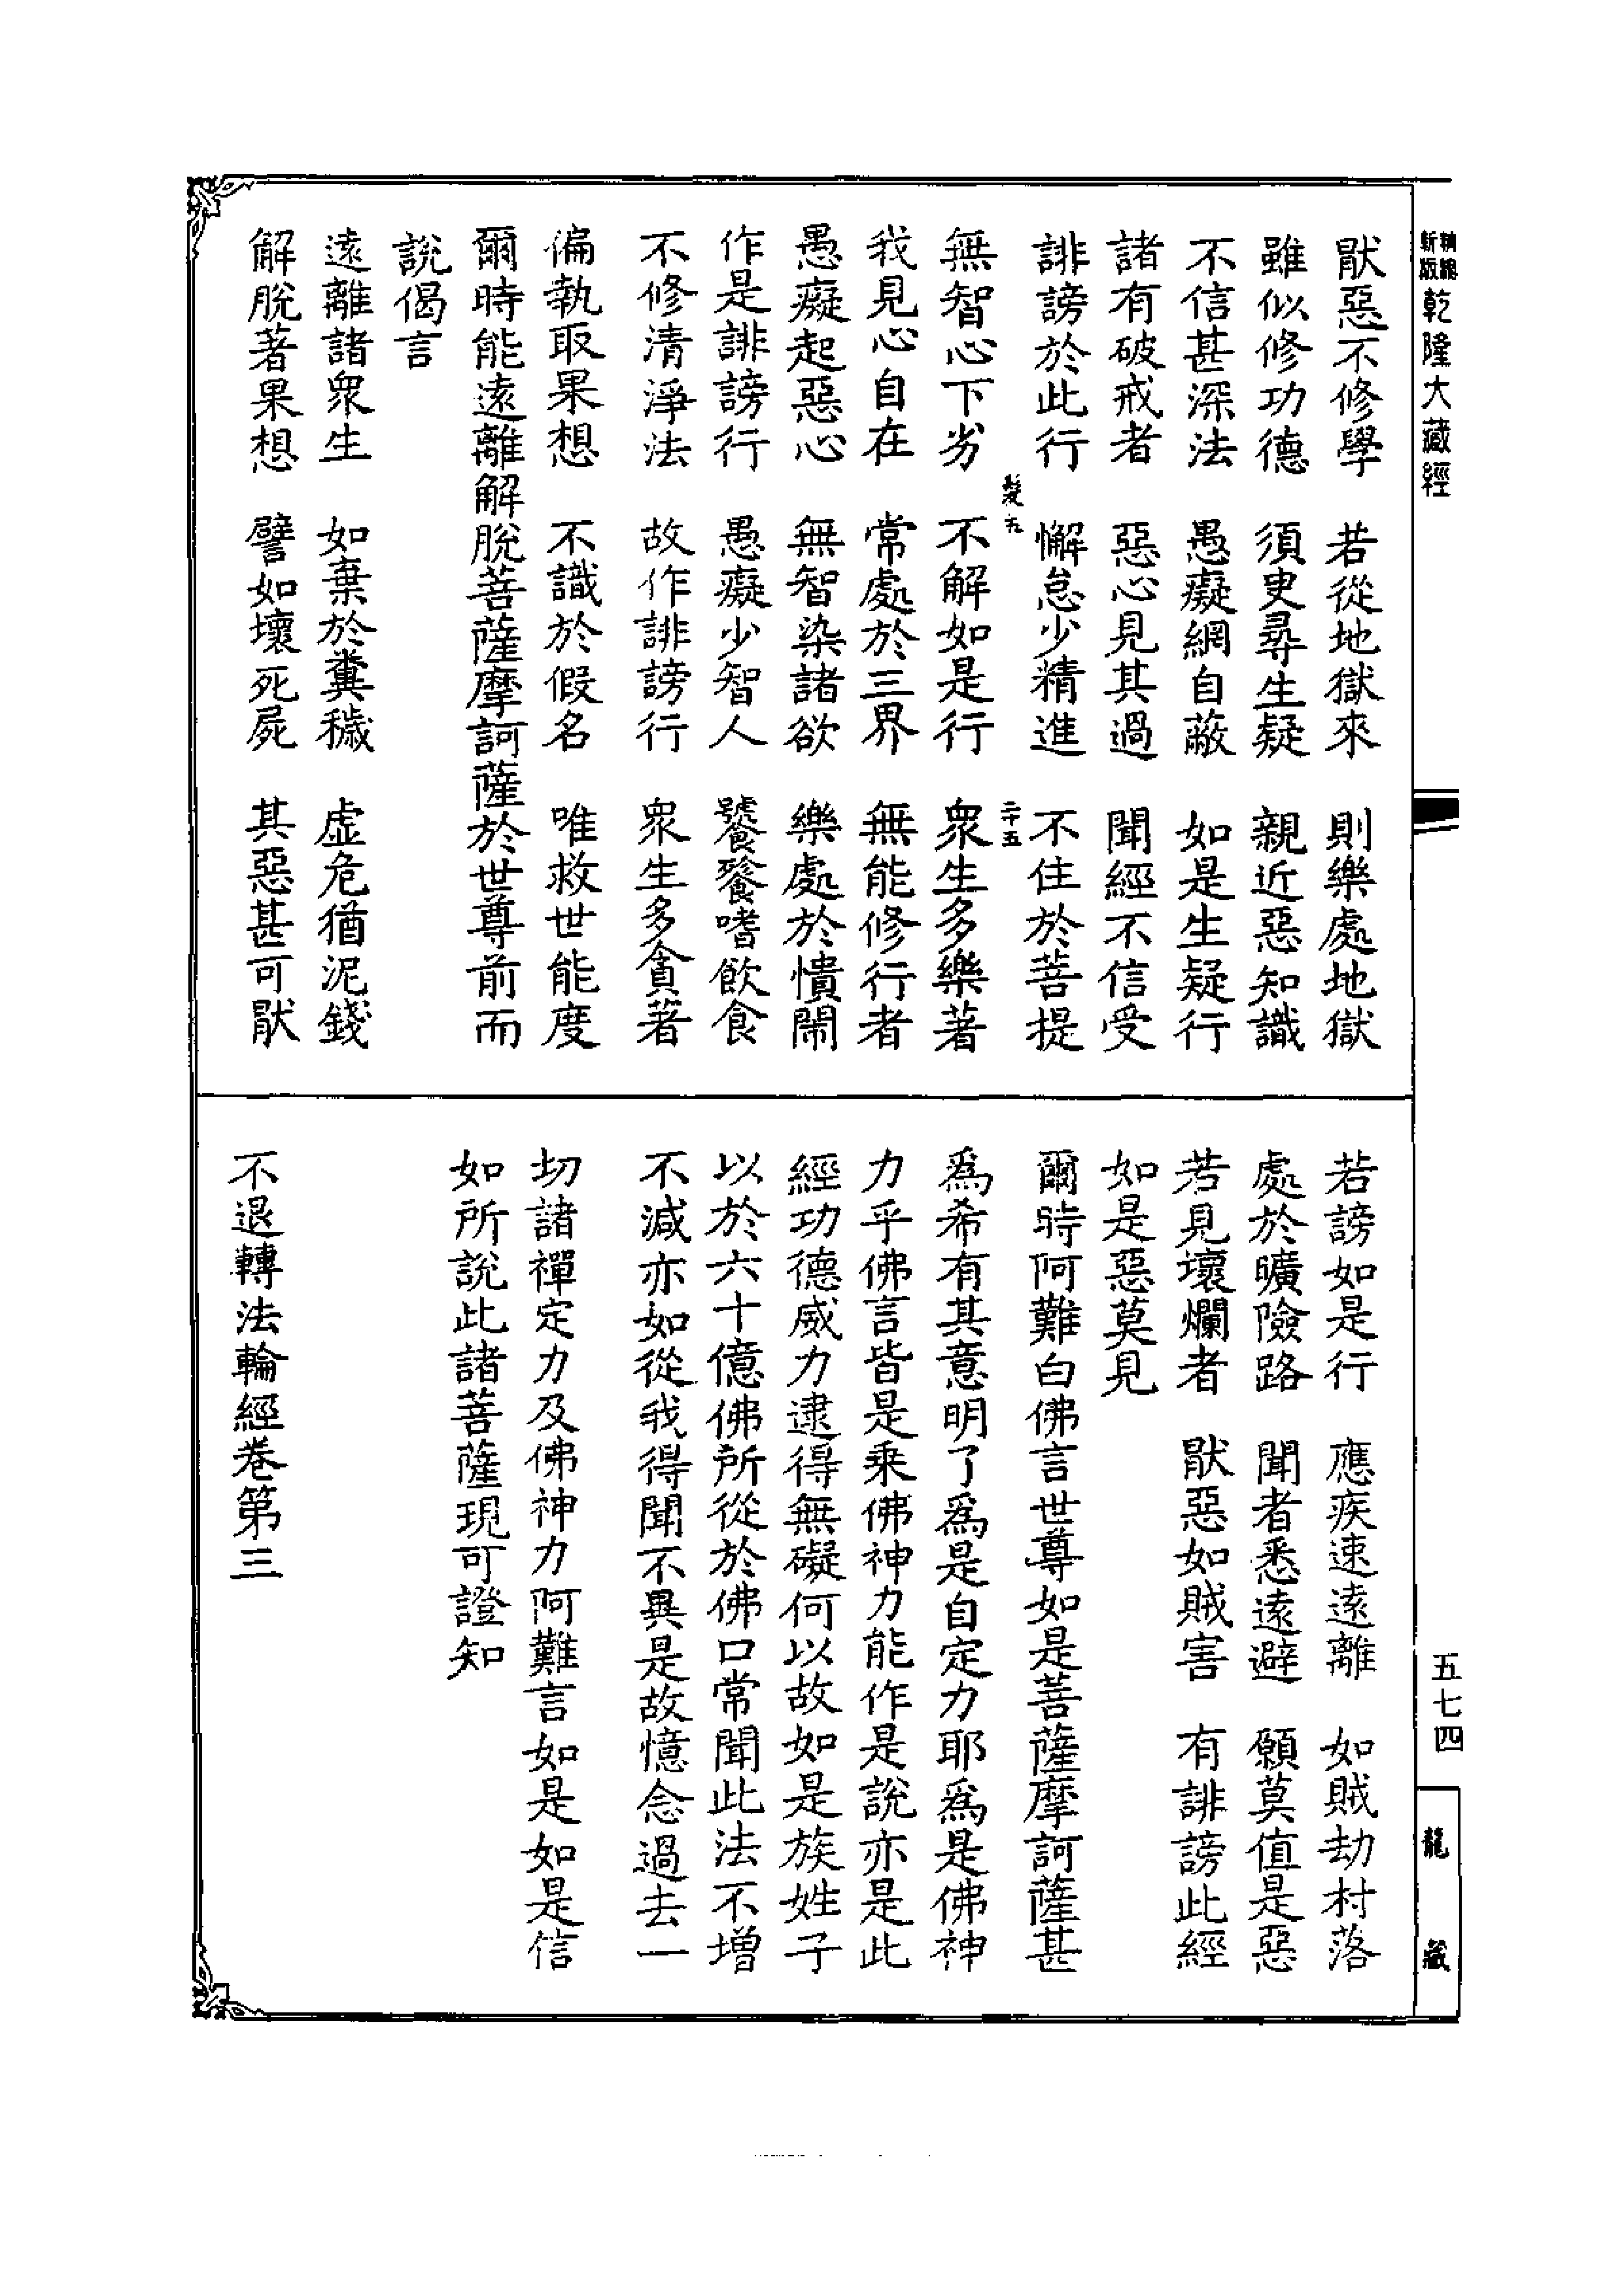 新編縮版乾隆大藏經
厭惡不修學　若從地獄來　則樂處地獄
雖似修功德　須臾尋生疑　親近惡知識
不信甚深法　愚癡網自蔽　如是生疑行
諸有破戒者　惡心見其過　聞經不信受
誹謗於此行　懈怠少精進　不住於菩提
髮九　二十五
無智心下劣　不解如是行　眾生多樂著
我見心自在　常處於三界　無能修行者
愚癡起惡心　無智染諸欲　樂處於憒鬧
作是誹謗行　愚癡少智人　饕餮嗜飲食
不修清淨法　故作誹謗行　眾生多貪著
偏執取果想　不識於假名　唯救世能度
爾時能遠離解脫菩薩摩訶薩於世尊前而
說偈言
遠離諸眾生　如棄於糞穢　虛危猶泥錢
解脫著果想　譬如壞死屍　其惡甚可厭
若謗如是行　應疾速遠離　如賊劫村落
處於曠險路　聞者悉遠避　願莫值是惡
若見壞爛者　厭惡如賊害　有誹謗此經
如是惡莫見
爾時阿難白佛言世尊如是菩薩摩訶薩甚
為希有其意明了為是自定力耶為是佛神
力乎佛言皆是乘佛神力能作是說亦是此
經功德威力逮得無礙何以故如是族姓子
以於六十億佛所從於佛口常聞此法不增
不減亦如從我得聞不異是故憶念過去一
切諸禪定力及佛神力阿難言如是如是信
如所說此諸菩薩現可證知
不退轉法輪經卷第三
五七四
龍藏